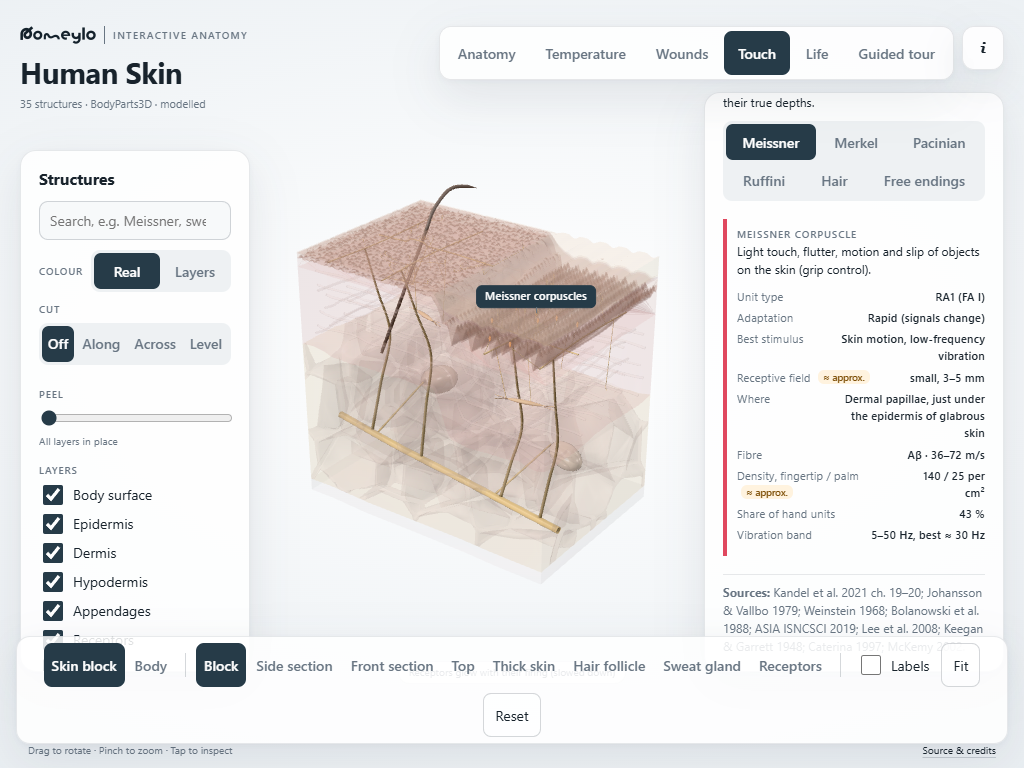 Domeylo | INTERACTIVE ANATOMY
Human Skin
35 structures · BodyParts3D · modelled
Anatomy Temperature Wounds Touch Life Guided tour
i
Structures
Search, e.g. Meissner, swe
COLOUR Real Layers
CUT
Off Along Across Level
PEEL
All layers in place
LAYERS
Body surface
Epidermis
Dermis
Hypodermis
Appendages
Receptors
Meissner corpuscles
their true depths.
Meissner Merkel Pacinian
Ruffini Hair Free endings
MEISSNER CORPUSCLE
Light touch, flutter, motion and slip of objects
on the skin (grip control).
Unit type RA1 (FA I)
Adaptation Rapid (signals change)
Best stimulus Skin motion, low-frequency
vibration
Receptive field ≈ approx. small, 3–5 mm
Where Dermal papillae, just under
the epidermis of glabrous
skin
Fibre Aβ · 36–72 m/s
Density, fingertip / palm 140 / 25 per
≈ approx. cm²
Share of hand units 43 %
Vibration band 5–50 Hz, best ≈ 30 Hz
Sources: Kandel et al. 2021 ch. 19–20; Johansson
& Vallbo 1979; Weinstein 1968; Bolanowski et al.
1988; ASIA ISNCSCI 2019; Lee et al. 2008; Keegan
& Garrett 1948; Catenna 1997; McKemy
Skin block Body Block Side section Front section Top Thick skin Hair follicle Sweat gland Receptors Labels Fit
Reset
Drag to rotate · Pinch to zoom · Tap to inspect
Source & credits